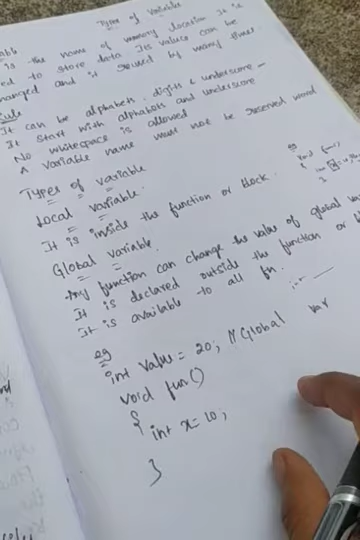 Types of Variable
is the name of memory location. It is
to store data. Its values can be
and it reused by many times.
It can be alphabets, digits & underscore
It start with alphabets and underscore
No whitespace is allowed
A variable name must not be reserved word
Types of variable
Local variable.
It is inside the function or block.
eg
void fun()
Global variable.
Any function can change the value of global
It is declared outside the function or
It is available to all fn.
eg
int value = 20; // Global var
void fun()
{
int x = 10;
}